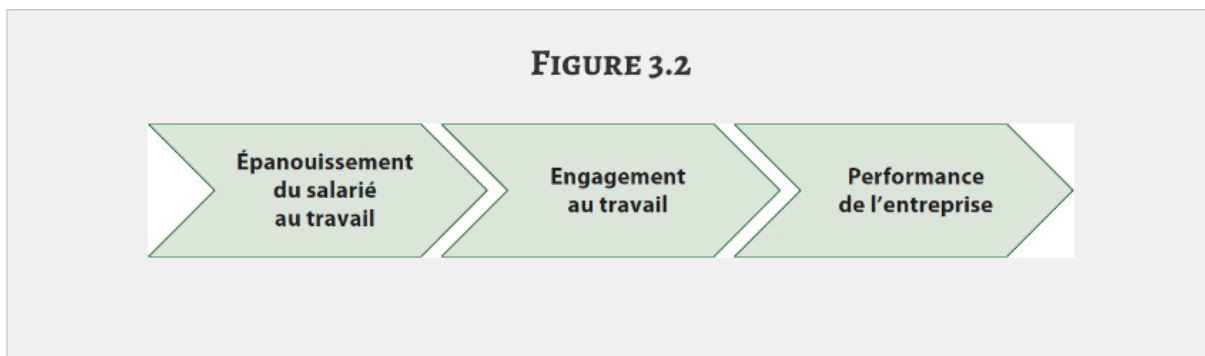 FIGURE 3.2
Épanouissement
du salarié
au travail
Engagement
au travail
Performance
de l’entreprise